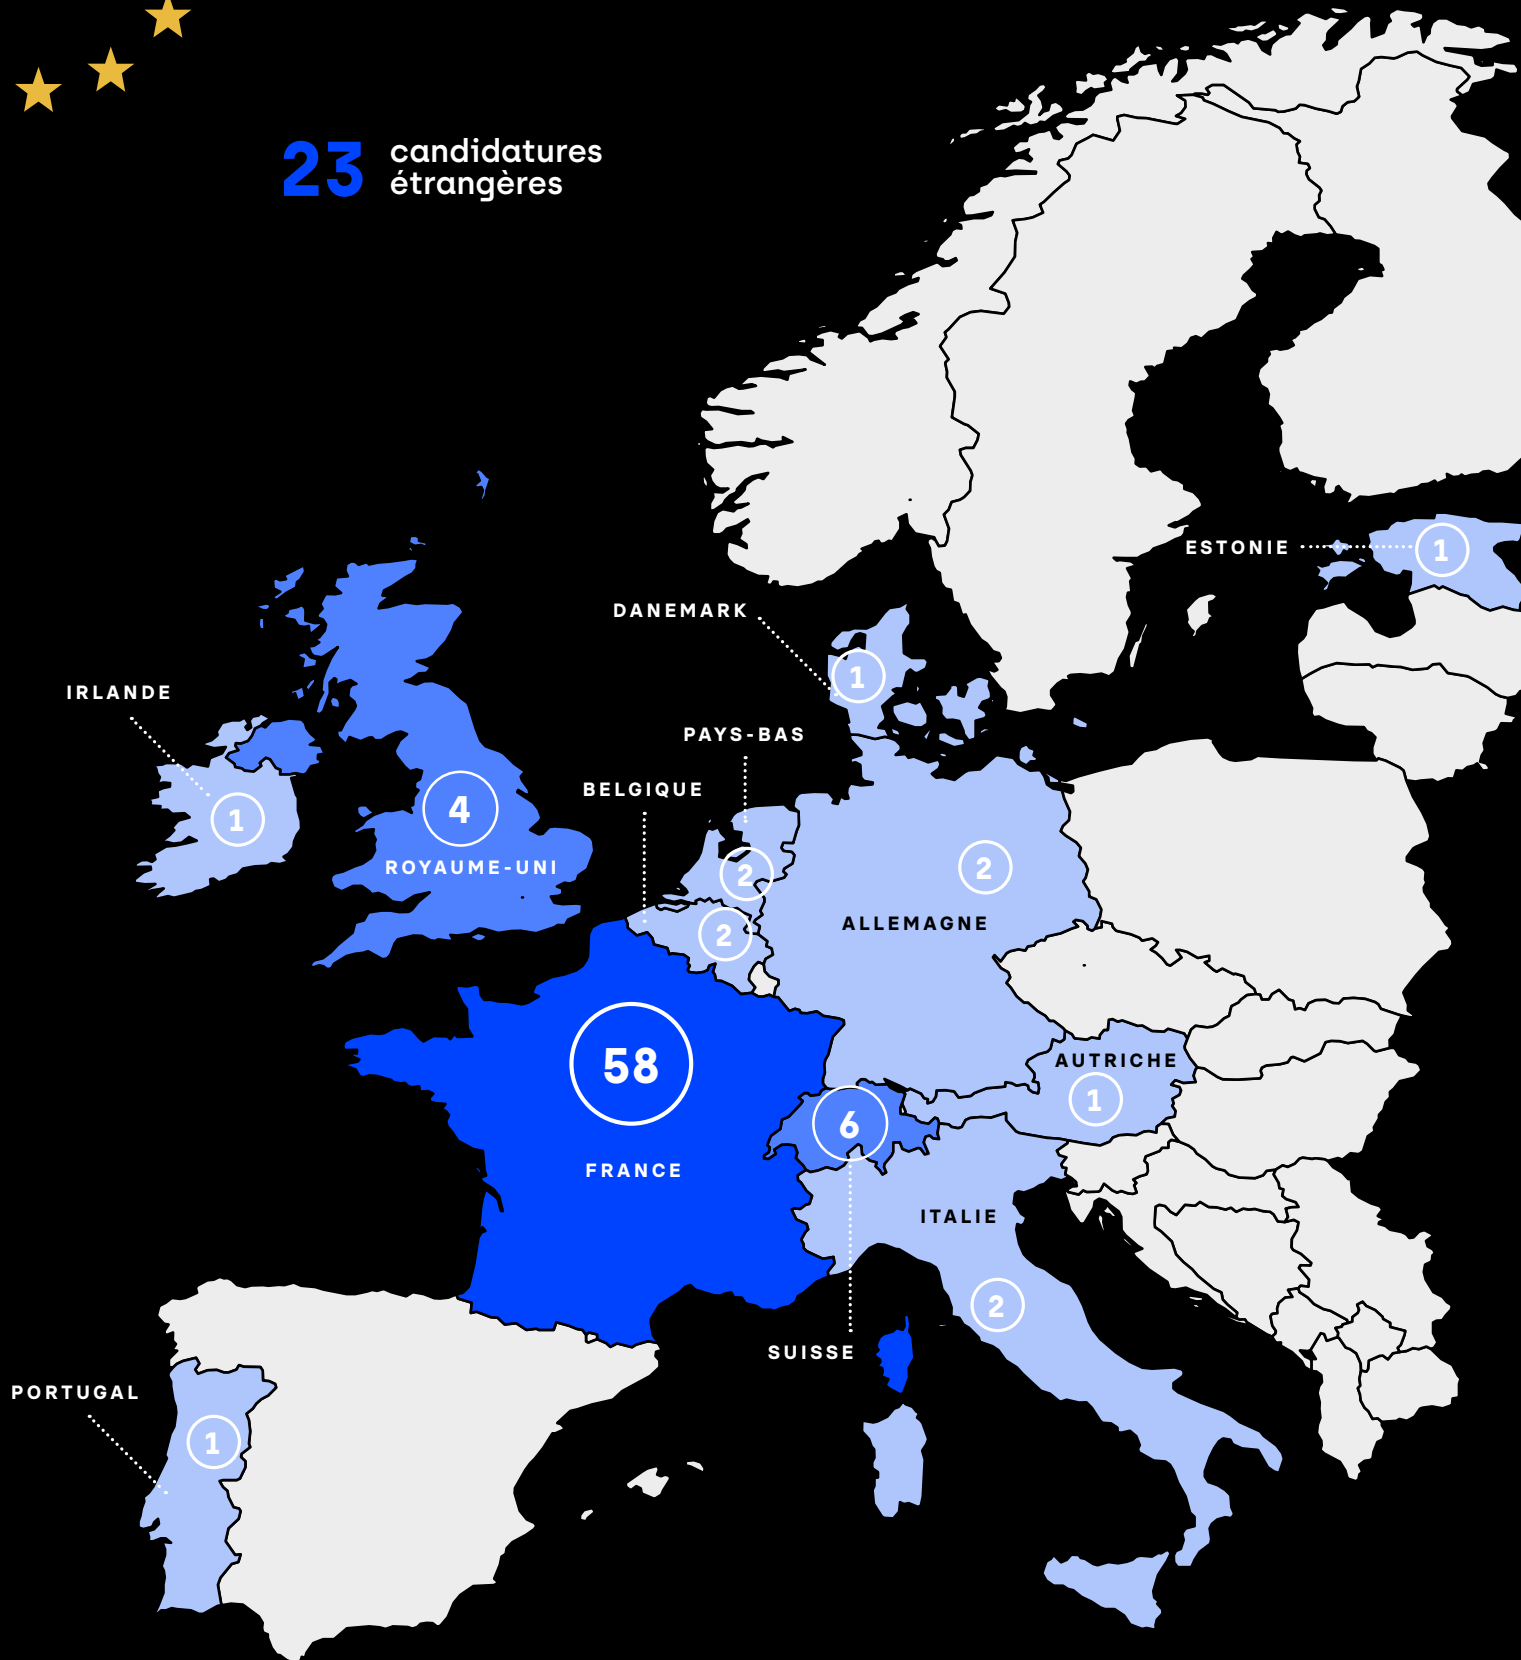 23
candidatures
étrangères
ESTONIE
1
DANEMARK
1
IRLANDE
1
PAYS-BAS
2
BELGIQUE
2
4
ROYAUME-UNI
2
ALLEMAGNE
58
FRANCE
AUTRICHE
1
6
SUISSE
ITALIE
2
PORTUGAL
1